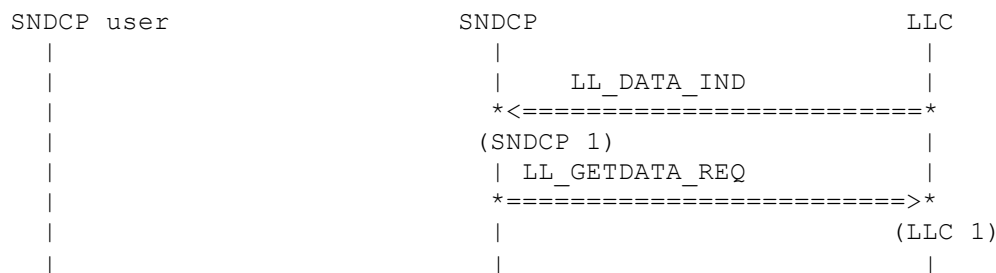 SNDCP user                  SNDCP                      LLC
  |                           |                          |
  |                           |    LL_DATA_IND           |
  |                           *<=========================*
  |                         (SNDCP 1)                    |
  |                           | LL_GETDATA_REQ           |
  |                           *=========================>*
  |                           |                        (LLC 1)
  |                           |                          |